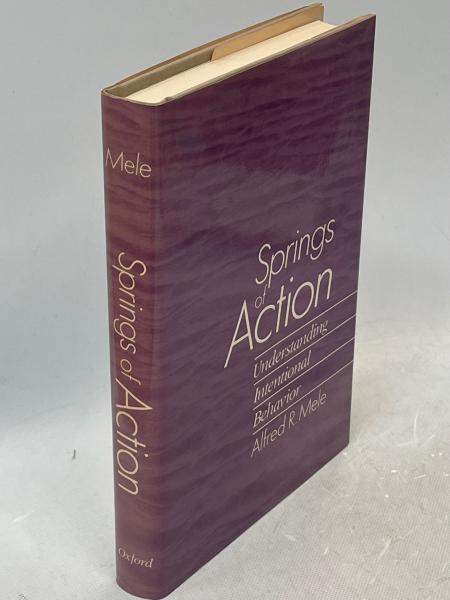 Mele
Springs of Action
Oxford
Springs
of
Action
Understanding
Intentional
Behavior
Alfred R. Mele